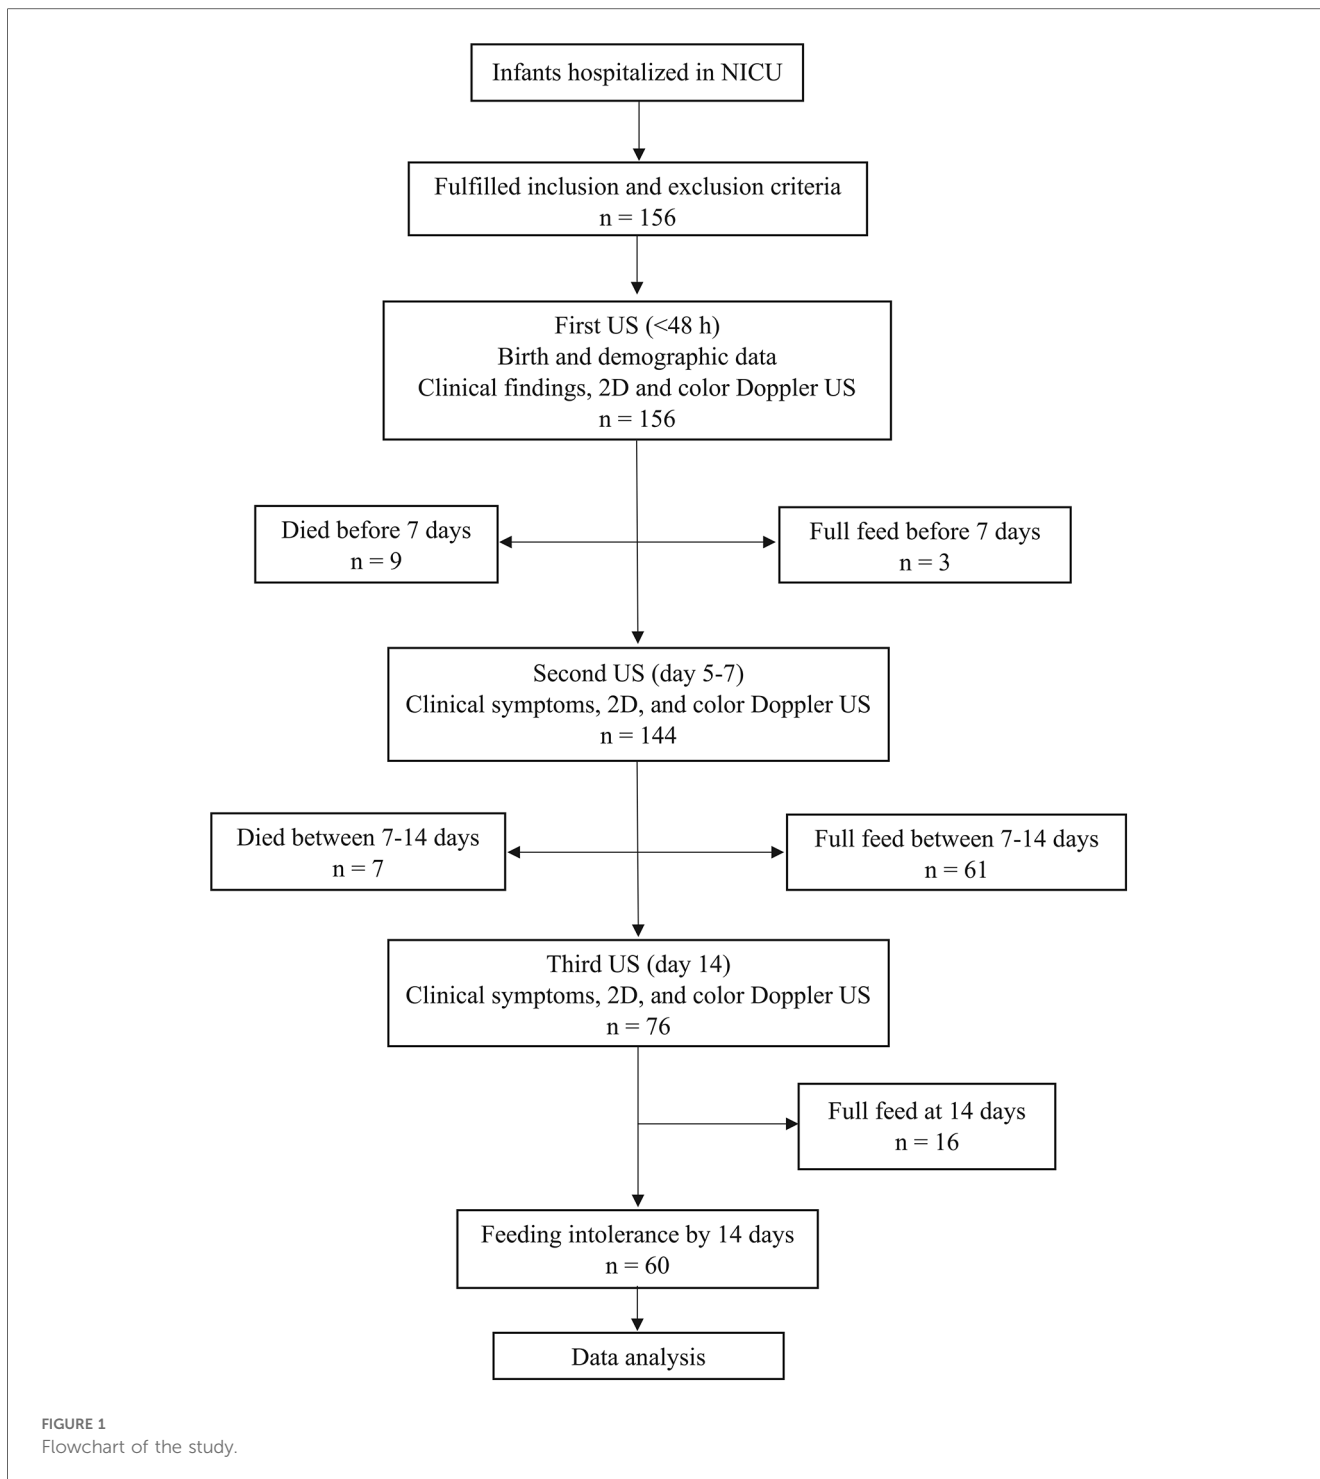 Infants hospitalized in NICU
Fulfilled inclusion and exclusion criteria
n = 156
First US (<48 h)
Birth and demographic data
Clinical findings, 2D and color Doppler US
n = 156
Died before 7 days
n = 9
Full feed before 7 days
n = 3
Second US (day 5-7)
Clinical symptoms, 2D, and color Doppler US
n = 144
Died between 7-14 days
n = 7
Full feed between 7-14 days
n = 61
Third US (day 14)
Clinical symptoms, 2D, and color Doppler US
n = 76
Full feed at 14 days
n = 16
Feeding intolerance by 14 days
n = 60
Data analysis
FIGURE 1
Flowchart of the study.